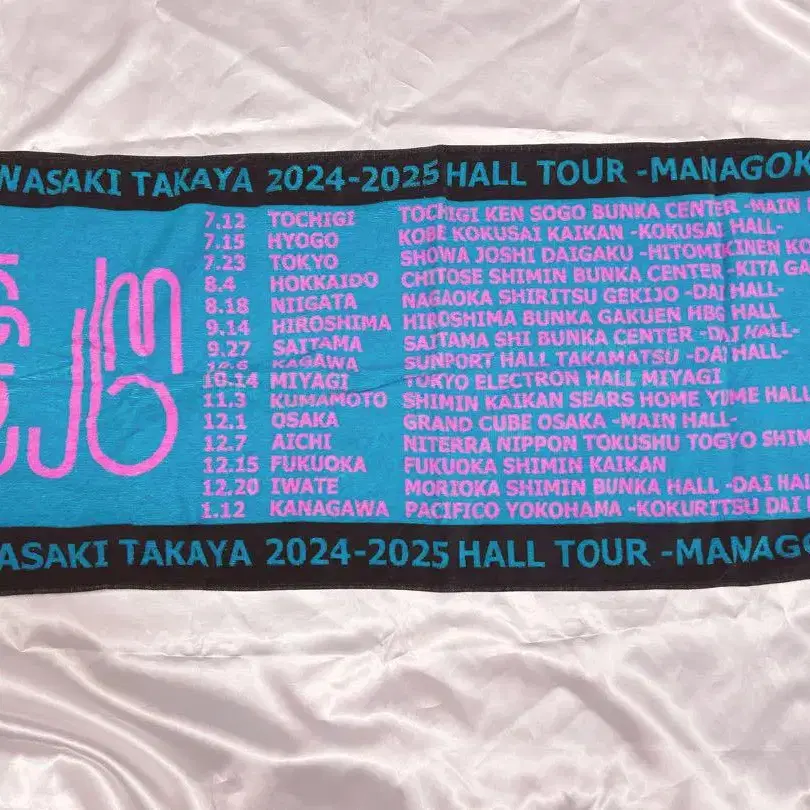 WASAKI TAKAYA 2024-2025 HALL TOUR -MANAGOK
7.12 TOCHIGI TOCHIGI KEN SOGO BUNKA CENTER -MAIN
7.15 HYOGO KOBE KOKUSAI KAIKAN -KOKUSAI HALL-
7.23 TOKYO SHOWA JOSHI DAIGAKU -HITOMI KINEN KO
8.4 HOKKAIDO CHITOSE SHIMIN BUNKA CENTER -KITA GA
8.18 NIIGATA NAGAOKA SHIRITSU GEKIJO -DAI HALL-
9.14 HIROSHIMA HIROSHIMA BUNKA GAKUEN HBG HALL
9.27 SAITAMA SAITAMA SHI BUNKA CENTER -DAI HALL-
KAGAWA SUNPORT HALL TAKAMATSU -DAI HALL-
10.14 MIYAGI TOKYO ELECTRON HALL MIYAGI
11.3 KUMAMOTO SHIMIN KAIKAN SEARS HOME YUME HALL
12.1 OSAKA GRAND CUBE OSAKA -MAIN HALL-
12.7 AICHI NITERRA NIPPON TOKUSHU TOGYO SHIM
12.15 FUKUOKA FUKUOKA SHIMIN KAIKAN
12.20 IWATE MORIOKA SHIMIN BUNKA HALL -DAI HAL
1.12 KANAGAWA PACIFICO YOKOHAMA -KOKURITSU DAI
WASAKI TAKAYA 2024-2025 HALL TOUR -MANAGO